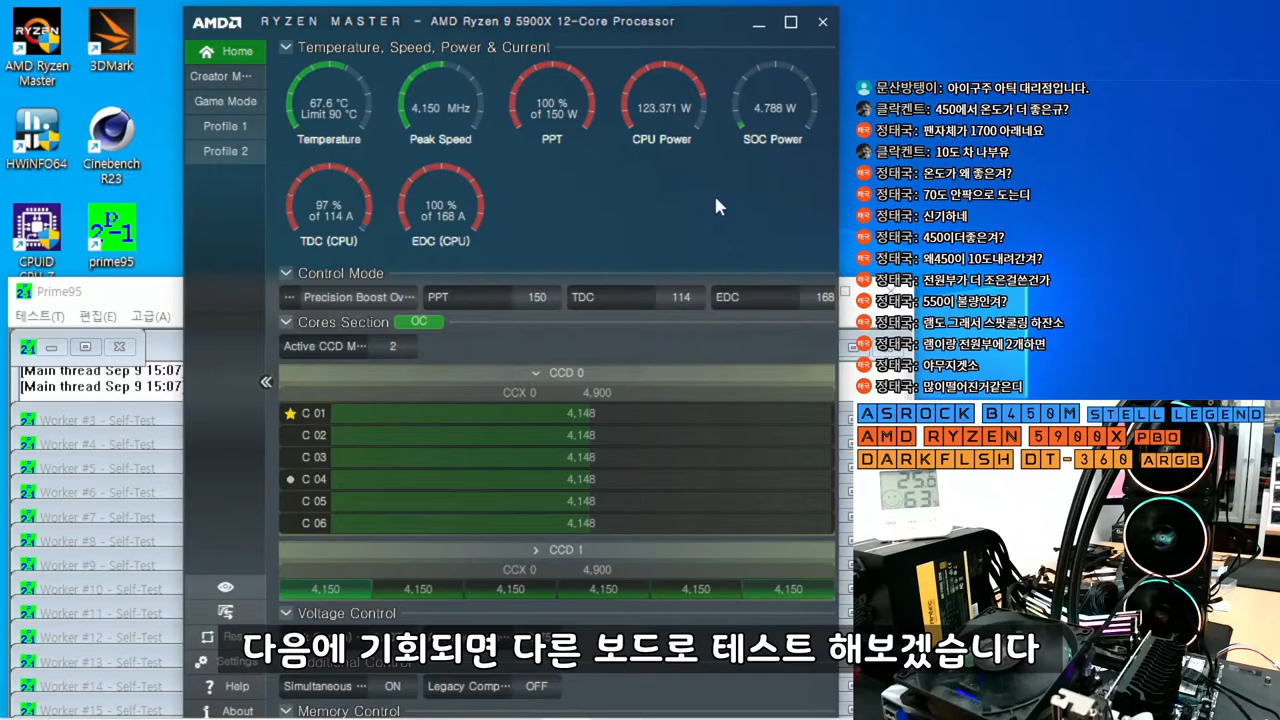 AMD RYZEN MASTER - AMD Ryzen 9 5900X 12-Core Processor
RYZEN
AMD Ryzen
Master
3DMark
HWiNFO64
Cinebench
R23
CPUID
prime95
Home
Creator M···
Game Mode
Profile 1
Profile 2
Temperature, Speed, Power & Current
67.6 °C
Limit 90 °C
Temperature
4,150 MHz
Peak Speed
100 %
of 150 W
PPT
123.371 W
CPU Power
4.788 W
SOC Power
97 %
of 114 A
TDC (CPU)
100 %
of 168 A
EDC (CPU)
Control Mode
··· Precision Boost Ov···
PPT 150
TDC 114
EDC 168
Cores Section OC
Active CCD M··· 2
CCD 0
CCX 0 4,900
C 01 4,148
C 02 4,148
C 03 4,148
C 04 4,148
C 05 4,148
C 06 4,148
CCD 1
CCX 0 4,900
4,150 4,150 4,150 4,150 4,150 4,150
Voltage Control
Simultaneous ··· ON
Legacy Comp··· OFF
Memory Control
Help
About
Prime95
테스트(T) 편집(E) 고급(A)
[Main thread Sep 9 15:07
[Main thread Sep 9 15:07
Worker #3 - Self-Test
Worker #4 - Self-Test
Worker #5 - Self-Test
Worker #6 - Self-Test
Worker #7 - Self-Test
Worker #8 - Self-Test
Worker #9 - Self-Test
Worker #10 - Self-Test
Worker #11 - Self-Test
Worker #12 - Self-Test
Worker #13 - Self-Test
Worker #14 - Self-Test
Worker #15 - Self-Test
문산방탱이: 아이구주 아틱 대리점입니다.
클락켄트: 450에서 온도가 더 좋은규?
정태국: 팬자체가 1700 아래네요
클락켄트: 10도 차 나부유
정태국: 온도가 왜 좋은겨?
정태국: 70도 안팍으로 도는디
정태국: 신기하네
정태국: 450이더좋은겨?
정태국: 왜450이 10도내려간겨?
정태국: 전원부가 더 조은걸쓴건가
정태국: 550이 불량인겨?
정태국: 램도 그래서 스팟쿨링 하잔소
정태국: 램이랑 전원부에2개하면
정태국: 야무지겟소
정태국: 많이떨어진거같은디
ASROCK B450M STELL LEGEND
AMD RYZEN 5900X PBO
DARKFLSH DT-360 ARGB
25.6
63
다음에 기회되면 다른 보드로 테스트 해보겠습니다